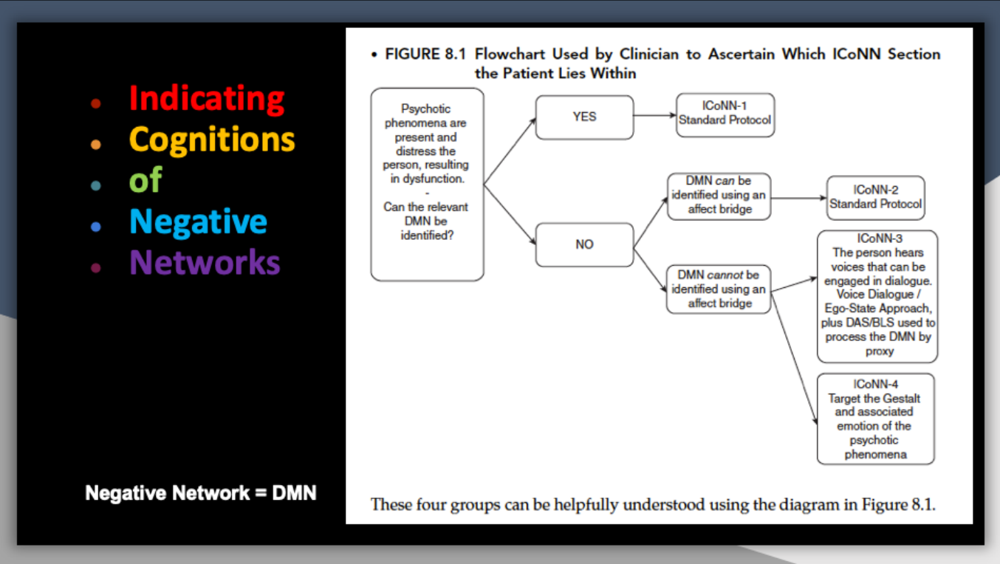 • Indicating
• Cognitions
• of
• Negative
• Networks
Negative Network = DMN
• FIGURE 8.1 Flowchart Used by Clinician to Ascertain Which ICoNN Section
the Patient Lies Within
Psychotic
phenomena are
present and
distress the
person, resulting
in dysfunction.
-
Can the relevant
DMN be
identified?
YES
ICoNN-1
Standard Protocol
NO
DMN can be
identified using an
affect bridge
ICoNN-2
Standard Protocol
DMN cannot be
identified using an
affect bridge
ICoNN-3
The person hears
voices that can be
engaged in dialogue.
Voice Dialogue /
Ego-State Approach,
plus DAS/BLS used to
process the DMN by
proxy
ICoNN-4
Target the Gestalt
and associated
emotion of the
psychotic
phenomena
These four groups can be helpfully understood using the diagram in Figure 8.1.